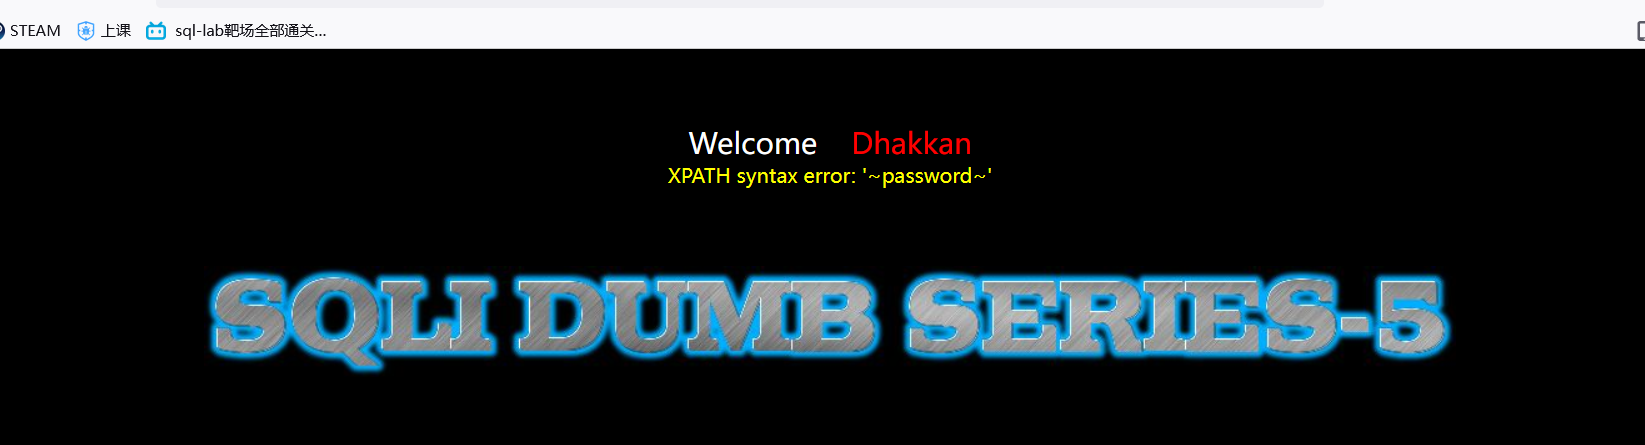 STEAM 上课 sql-lab靶场全部通关...
Welcome Dhakkan
XPATH syntax error: '~password~'
SQLI DUMB SERIES-5